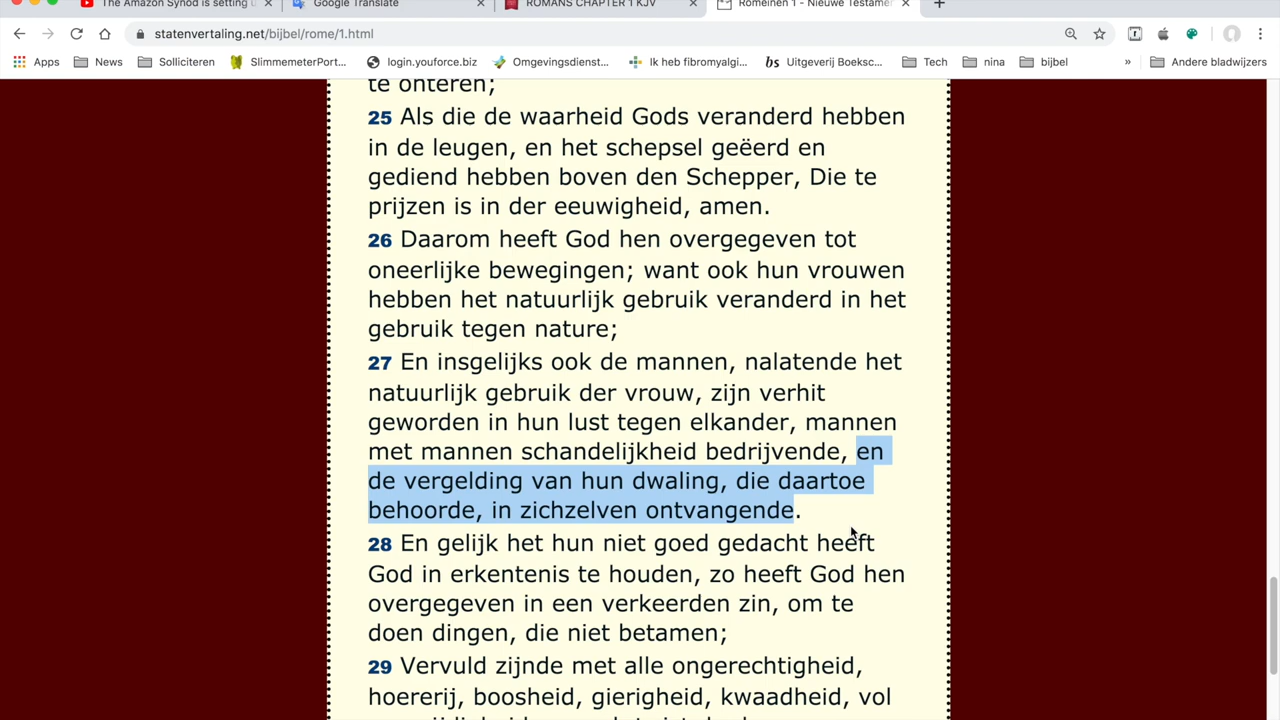 The Amazon Synod is setting u
Google Translate
ROMANS CHAPTER 1 KJV
Romeinen 1 - Nieuwe Testamen
statenvertaling.net/bijbel/rome/1.html
Apps News Solliciteren SlimmemeterPort... login.youforce.biz Omgevingsdienst... Ik heb fibromyalgi... bs Uitgeverij Boeksc... Tech nina bijbel » Andere bladwijzers
te onteren;
25 Als die de waarheid Gods veranderd hebben
in de leugen, en het schepsel geëerd en
gediend hebben boven den Schepper, Die te
prijzen is in der eeuwigheid, amen.
26 Daarom heeft God hen overgegeven tot
oneerlijke bewegingen; want ook hun vrouwen
hebben het natuurlijk gebruik veranderd in het
gebruik tegen nature;
27 En insgelijks ook de mannen, nalatende het
natuurlijk gebruik der vrouw, zijn verhit
geworden in hun lust tegen elkander, mannen
met mannen schandelijkheid bedrijvende, en
de vergelding van hun dwaling, die daartoe
behoorde, in zichzelven ontvangende.
28 En gelijk het hun niet goed gedacht heeft
God in erkentenis te houden, zo heeft God hen
overgegeven in een verkeerden zin, om te
doen dingen, die niet betamen;
29 Vervuld zijnde met alle ongerechtigheid,
hoererij, boosheid, gierigheid, kwaadheid, vol